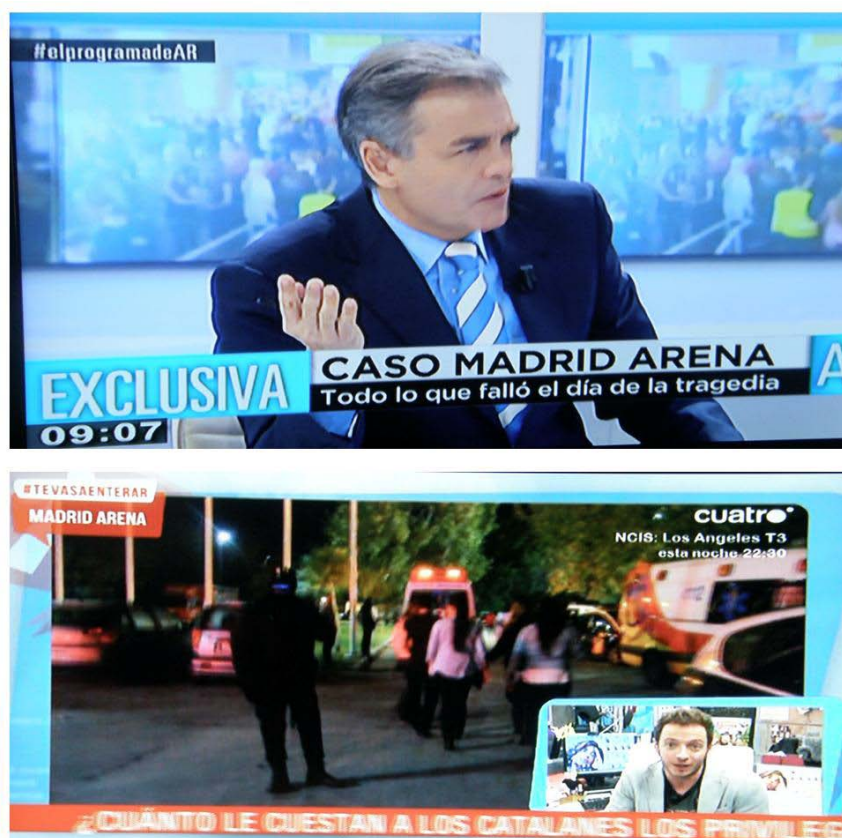 #elprogramadeAR
EXCLUSIVA
CASO MADRID ARENA
Todo lo que falló el día de la tragedia
A
09:07
#TEVASAENTERAR
MADRID ARENA
cuatro
NCIS: Los Angeles T3
esta noche 22:30
¿CUÁNTO LE CUESTAN A LOS CATALANES LOS PRIVILEG